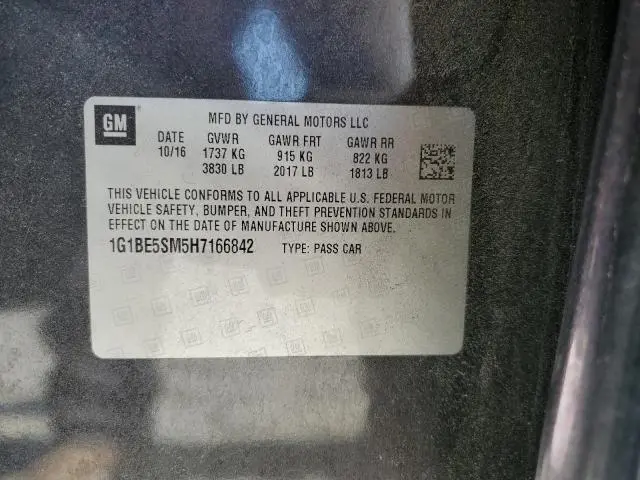 GM
MFD BY GENERAL MOTORS LLC
DATE GVWR GAWR FRT GAWR RR
10/16 1737 KG 915 KG 822 KG
3830 LB 2017 LB 1813 LB
THIS VEHICLE CONFORMS TO ALL APPLICABLE U.S. FEDERAL MOTOR
VEHICLE SAFETY, BUMPER, AND THEFT PREVENTION STANDARDS IN
EFFECT ON THE DATE OF MANUFACTURE SHOWN ABOVE.
1G1BE5SM5H7166842 TYPE: PASS CAR